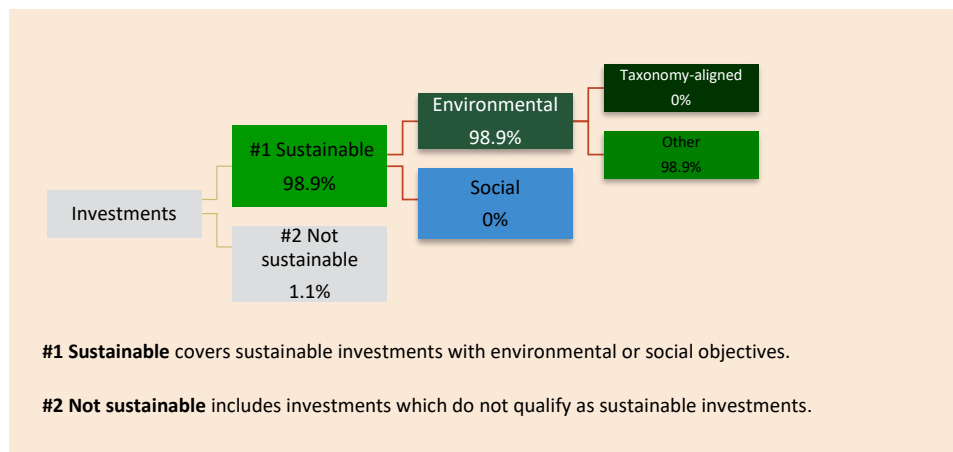 Investments
#1 Sustainable
98.9%
#2 Not
sustainable
1.1%
Environmental
98.9%
Social
0%
Taxonomy-aligned
0%
Other
98.9%
#1 Sustainable covers sustainable investments with environmental or social objectives.
#2 Not sustainable includes investments which do not qualify as sustainable investments.